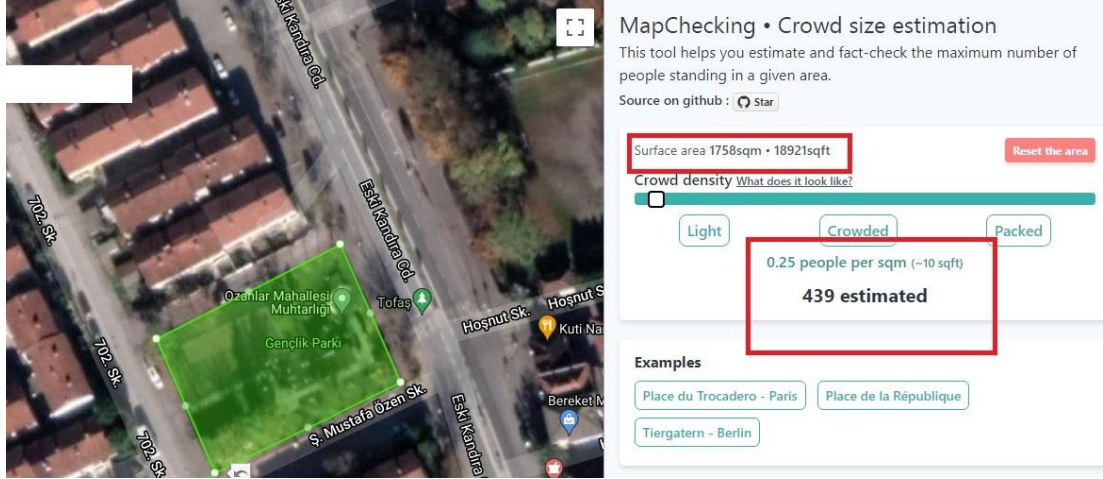 Eski Kandıra Cd.
702. Sk.
Eski Kandıra Cd.
Ozanlar Mahallesi
Muhtarlığı
Tofaş
Gençlik Parkı
Hoşnut Sk.
Hoşnut S
Kuti Na
702. Sk.
Bereket M
Ş. Mustafa Özen Sk.
Eski Kandıra
702. Sk.
MapChecking • Crowd size estimation
This tool helps you estimate and fact-check the maximum number of
people standing in a given area.
Source on github : Star
Surface area 1758sqm • 18921sqft
Reset the area
Crowd density What does it look like?
Light
Crowded
Packed
0.25 people per sqm (~10 sqft)
439 estimated
Examples
Place du Trocadero - Paris
Place de la République
Tiergatern - Berlin